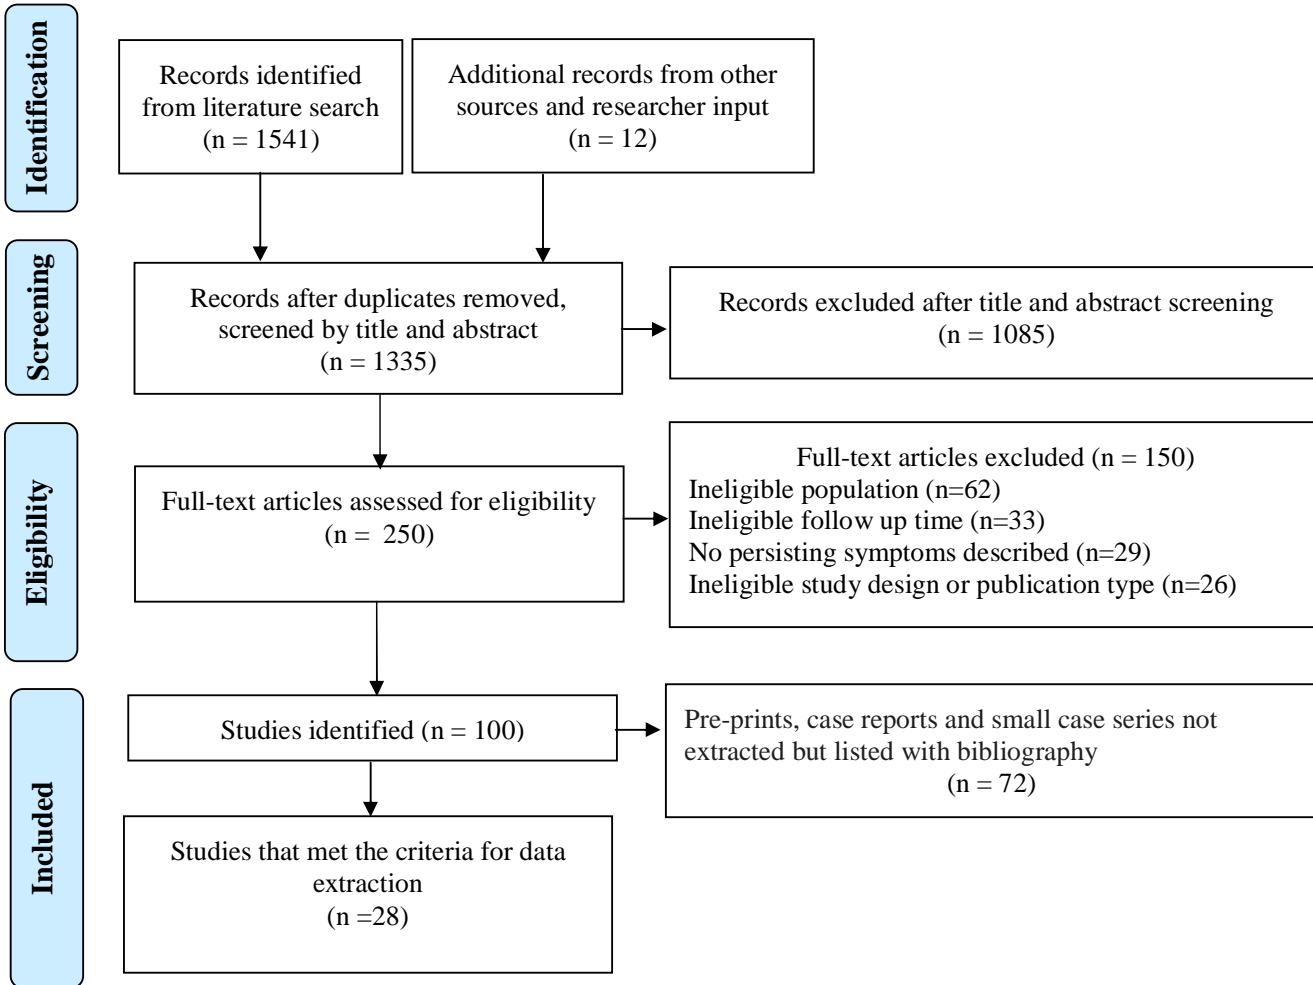 Identification
Records identified
from literature search
(n = 1541)
Additional records from other
sources and researcher input
(n = 12)
Screening
Records after duplicates removed,
screened by title and abstract
(n = 1335)
Records excluded after title and abstract screening
(n = 1085)
Eligibility
Full-text articles assessed for eligibility
(n = 250)
Full-text articles excluded (n = 150)
Ineligible population (n=62)
Ineligible follow up time (n=33)
No persisting symptoms described (n=29)
Ineligible study design or publication type (n=26)
Included
Studies identified (n = 100)
Pre-prints, case reports and small case series not
extracted but listed with bibliography
(n = 72)
Studies that met the criteria for data
extraction
(n =28)